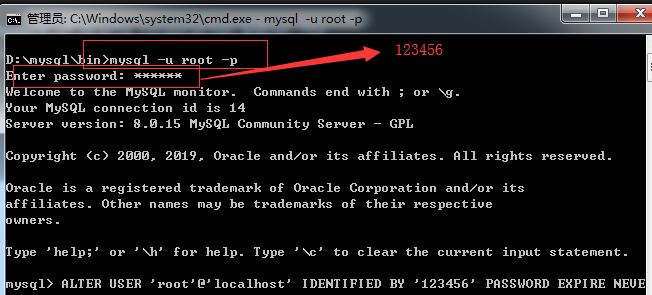 管理员: C:\Windows\system32\cmd.exe - mysql  -u root -p
D:\mysql\bin>mysql -u root -p
123456
Enter password: ******
Welcome to the MySQL monitor.  Commands end with ; or \g.
Your MySQL connection id is 14
Server version: 8.0.15 MySQL Community Server - GPL
Copyright (c) 2000, 2019, Oracle and/or its affiliates. All rights reserved.
Oracle is a registered trademark of Oracle Corporation and/or its
affiliates. Other names may be trademarks of their respective
owners.
Type 'help;' or '\h' for help. Type '\c' to clear the current input statement.
mysql> ALTER USER 'root'@'localhost' IDENTIFIED BY '123456' PASSWORD EXPIRE NEVE